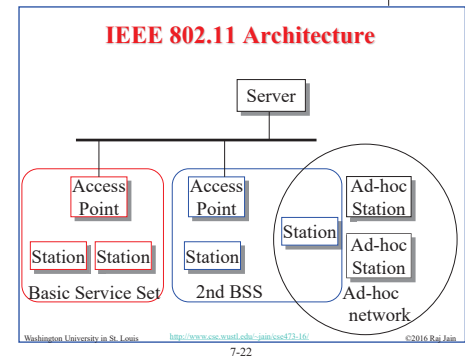 IEEE 802.11 Architecture
Server
Access
Point
Access
Point
Ad-hoc
Station
Station
Ad-hoc
Station
Station
Station
Station
Basic Service Set
2nd BSS
Ad-hoc
network
Washington University in St. Louis
http://www.cse.wustl.edu/~jain/cse473-16/
©2016 Raj Jain
7-22